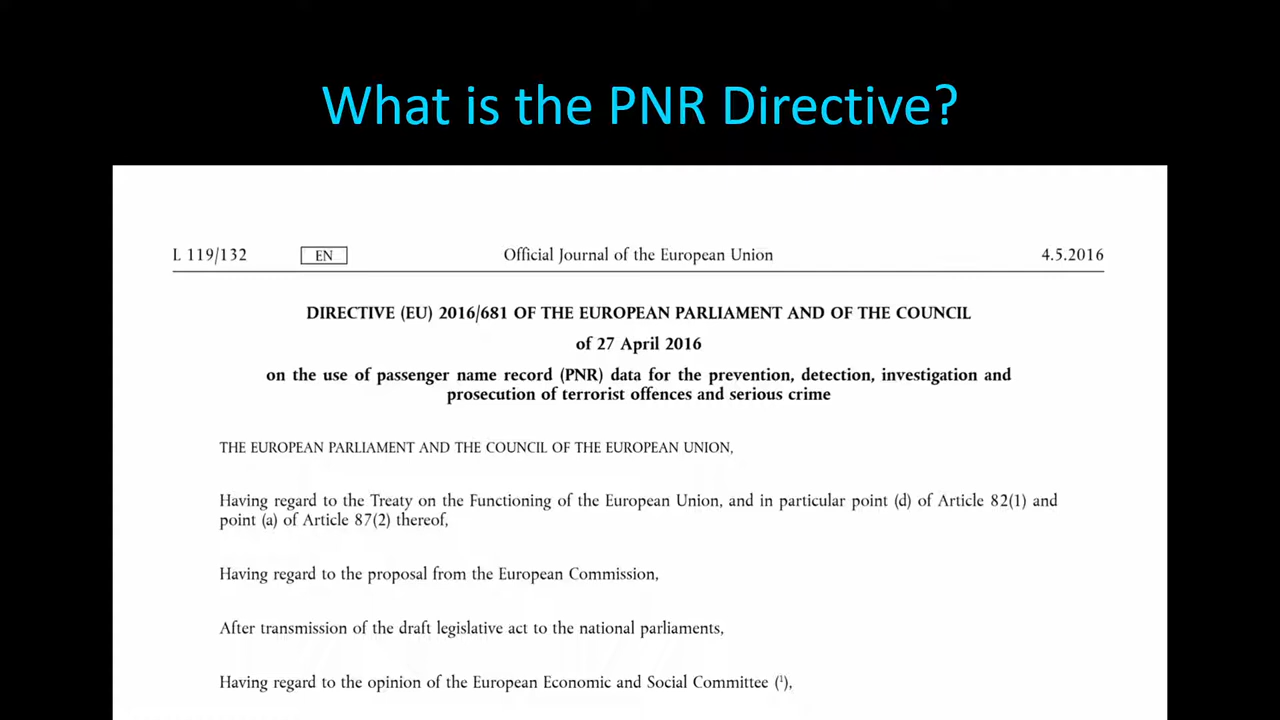 What is the PNR Directive?
L 119/132 EN Official Journal of the European Union 4.5.2016
DIRECTIVE (EU) 2016/681 OF THE EUROPEAN PARLIAMENT AND OF THE COUNCIL
of 27 April 2016
on the use of passenger name record (PNR) data for the prevention, detection, investigation and
prosecution of terrorist offences and serious crime
THE EUROPEAN PARLIAMENT AND THE COUNCIL OF THE EUROPEAN UNION,
Having regard to the Treaty on the Functioning of the European Union, and in particular point (d) of Article 82(1) and
point (a) of Article 87(2) thereof,
Having regard to the proposal from the European Commission,
After transmission of the draft legislative act to the national parliaments,
Having regard to the opinion of the European Economic and Social Committee (¹),